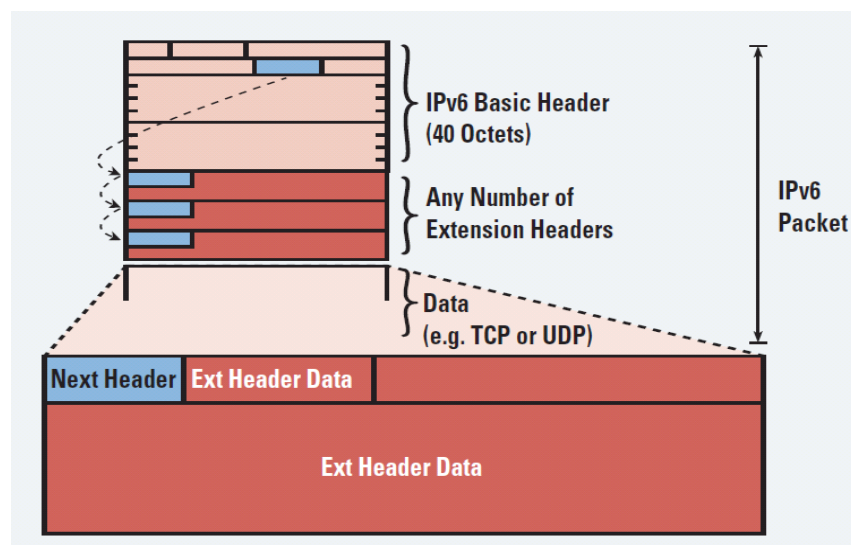 IPv6 Basic Header
(40 Octets)
Any Number of
Extension Headers
IPv6
Packet
Data
(e.g. TCP or UDP)
Next Header
Ext Header Data
Ext Header Data